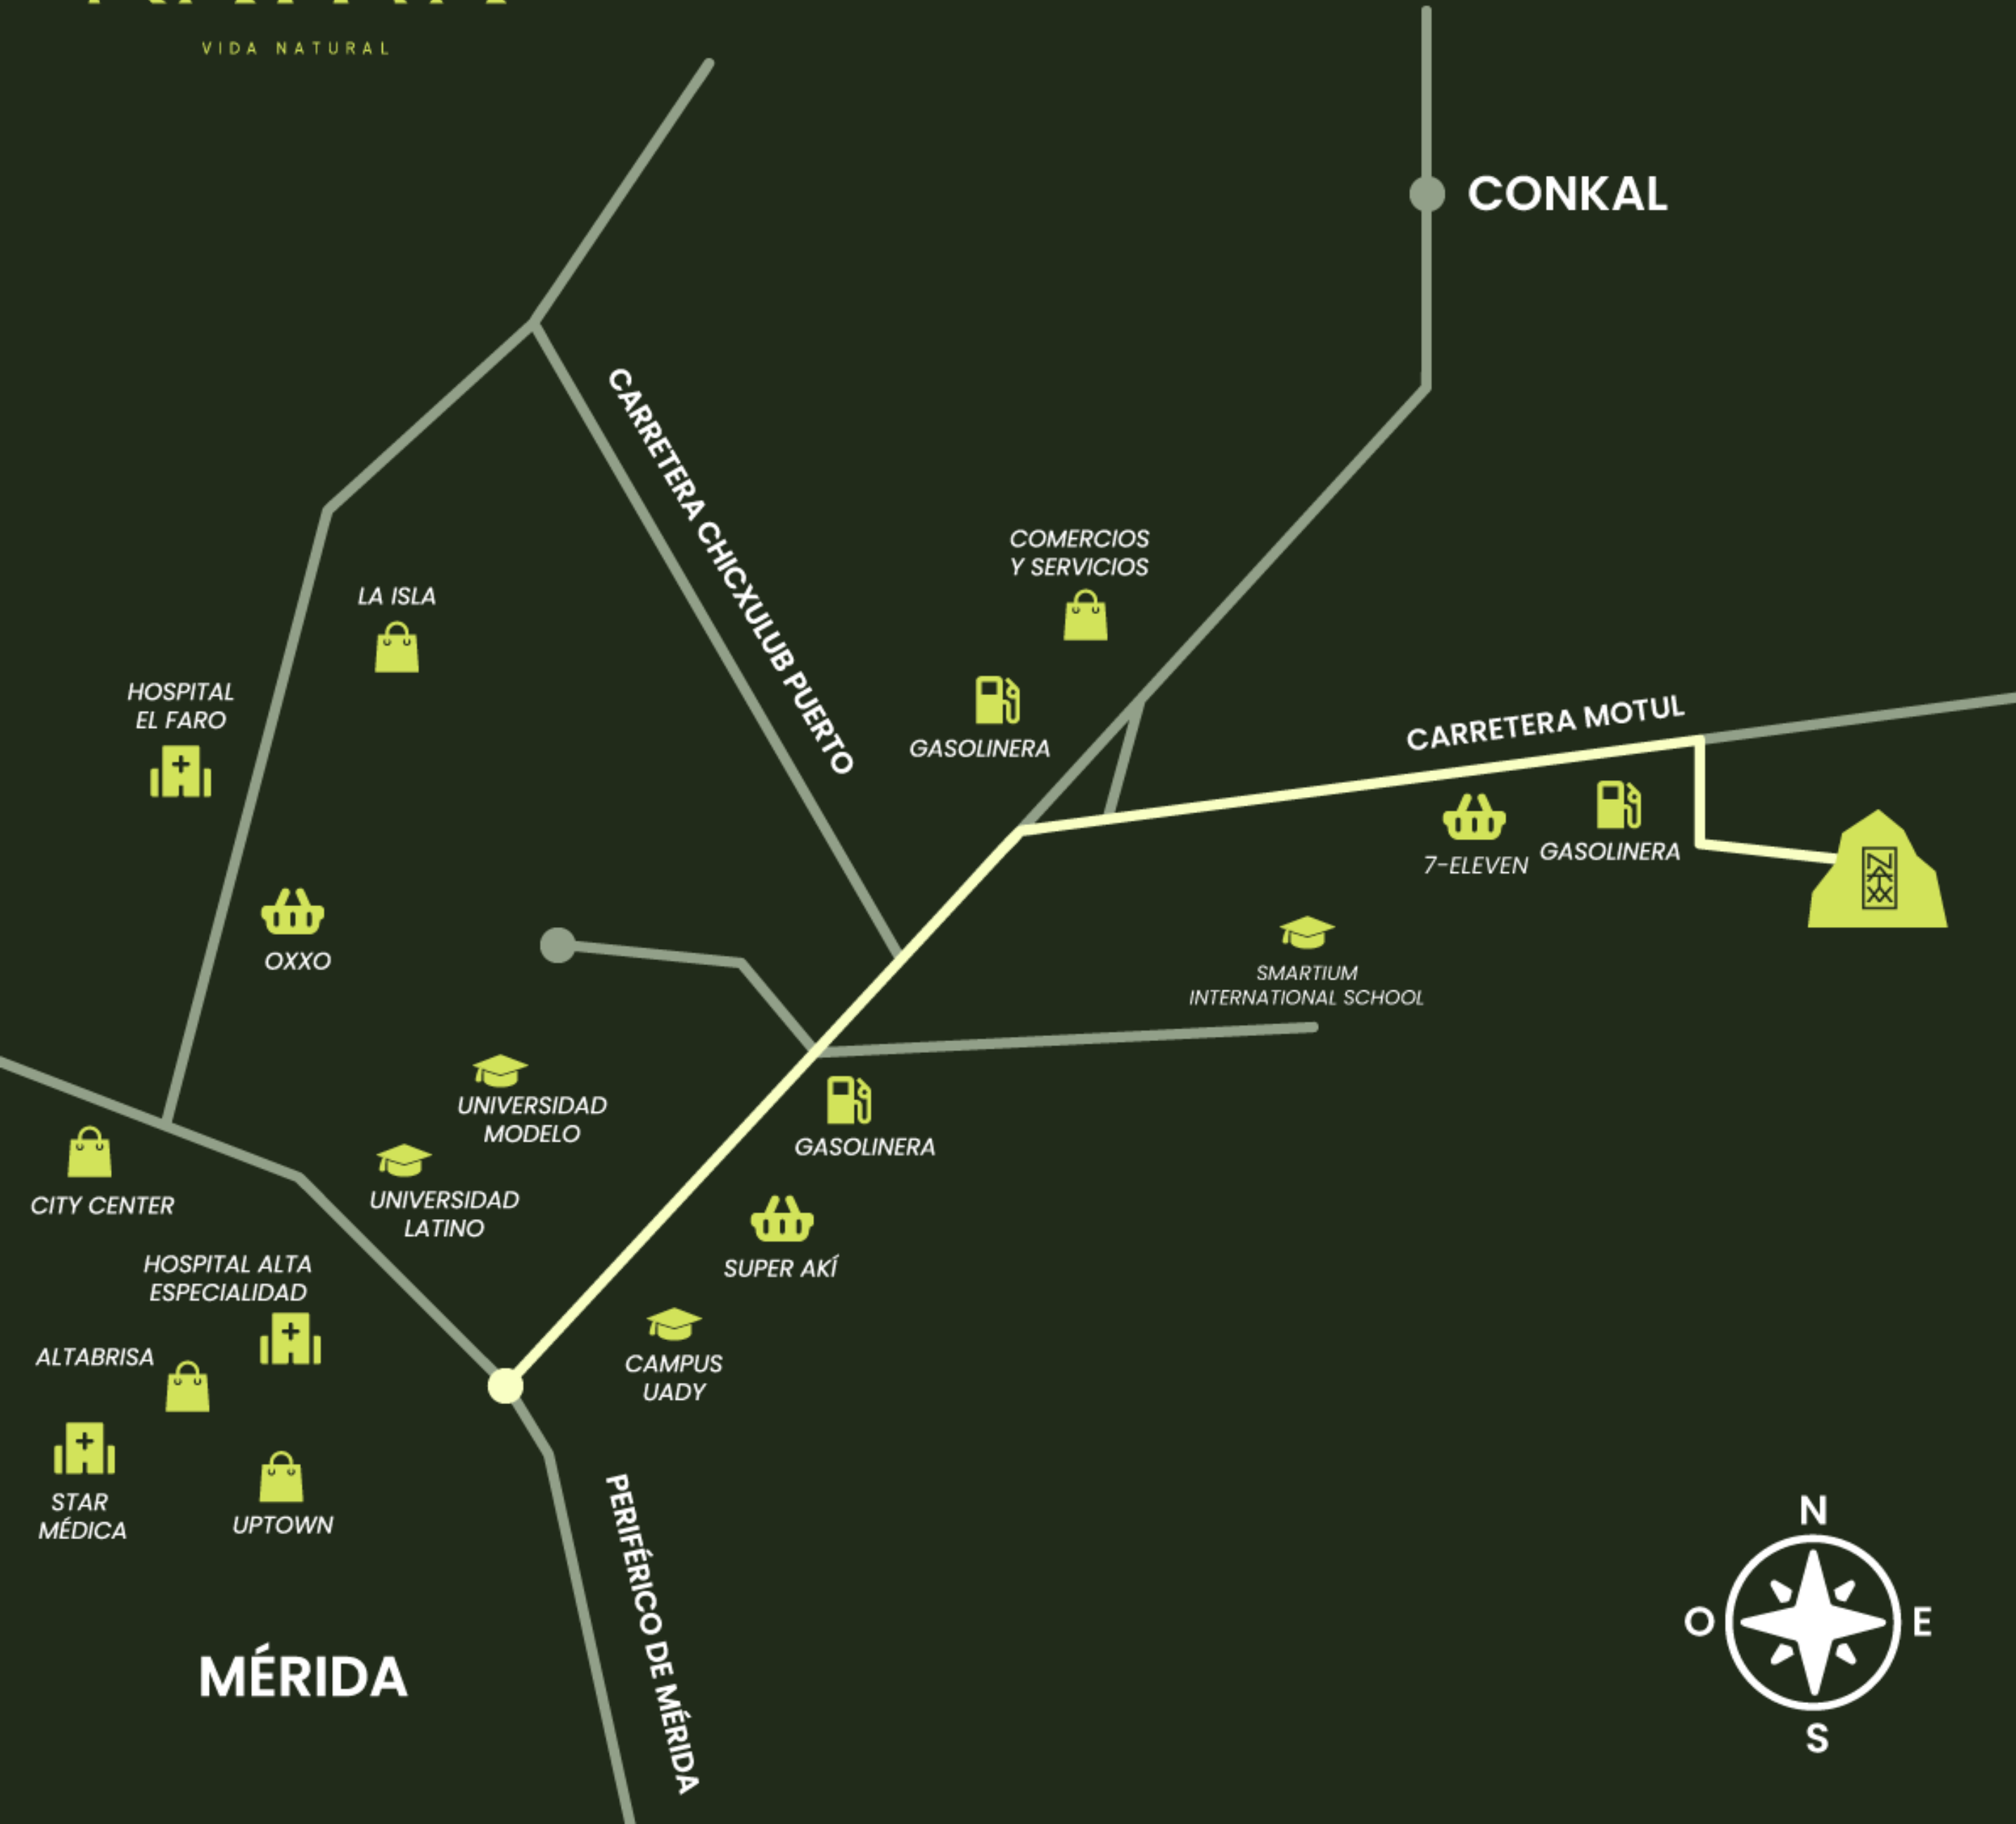 VIDA NATURAL
CONKAL
CARRETERA CHICXULUB PUERTO
COMERCIOS
Y SERVICIOS
LA ISLA
HOSPITAL
EL FARO
GASOLINERA
CARRETERA MOTUL
7-ELEVEN
GASOLINERA
OXXO
SMARTIUM
INTERNATIONAL SCHOOL
UNIVERSIDAD
MODELO
GASOLINERA
CITY CENTER
UNIVERSIDAD
LATINO
HOSPITAL ALTA
ESPECIALIDAD
SUPER AKÍ
ALTABRISA
CAMPUS
UADY
STAR
MÉDICA
UPTOWN
PERIFÉRICO DE MÉRIDA
MÉRIDA
N
O
E
S